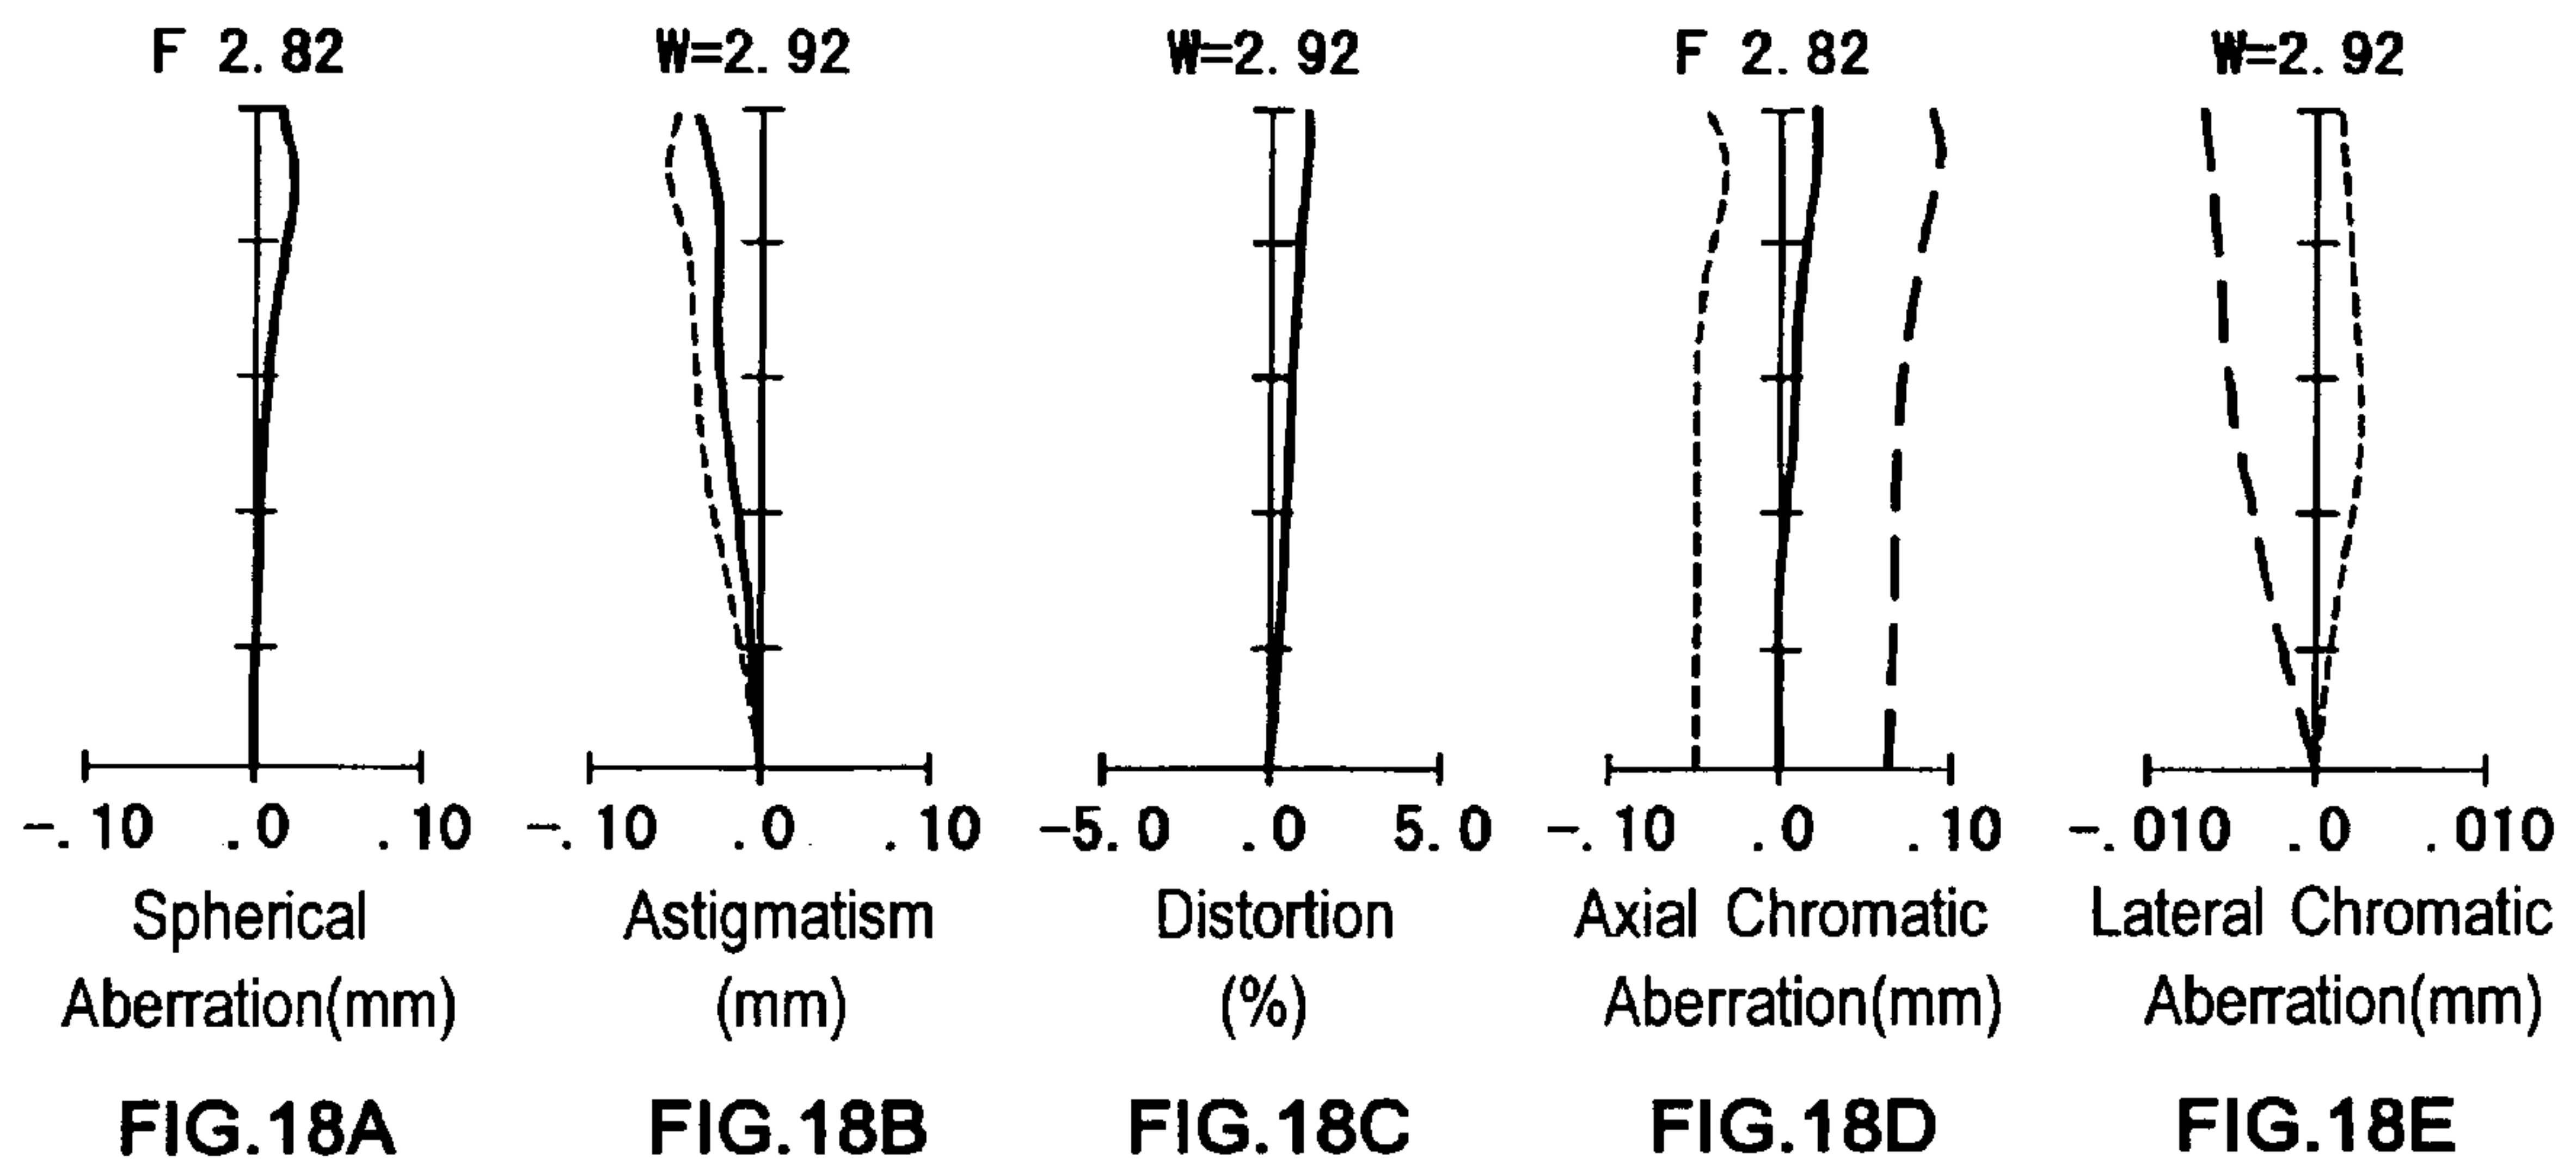 F 2.82
W=2.92
W=2.92
F 2.82
W=2.92
-.10 .0 .10
-.10 .0 .10
-5.0 .0 5.0
-.10 .0 .10
-.010 .0 .010
Spherical
Aberration(mm)
Astigmatism
(mm)
Distortion
(%)
Axial Chromatic
Aberration(mm)
Lateral Chromatic
Aberration(mm)
FIG.18A
FIG.18B
FIG.18C
FIG.18D
FIG.18E